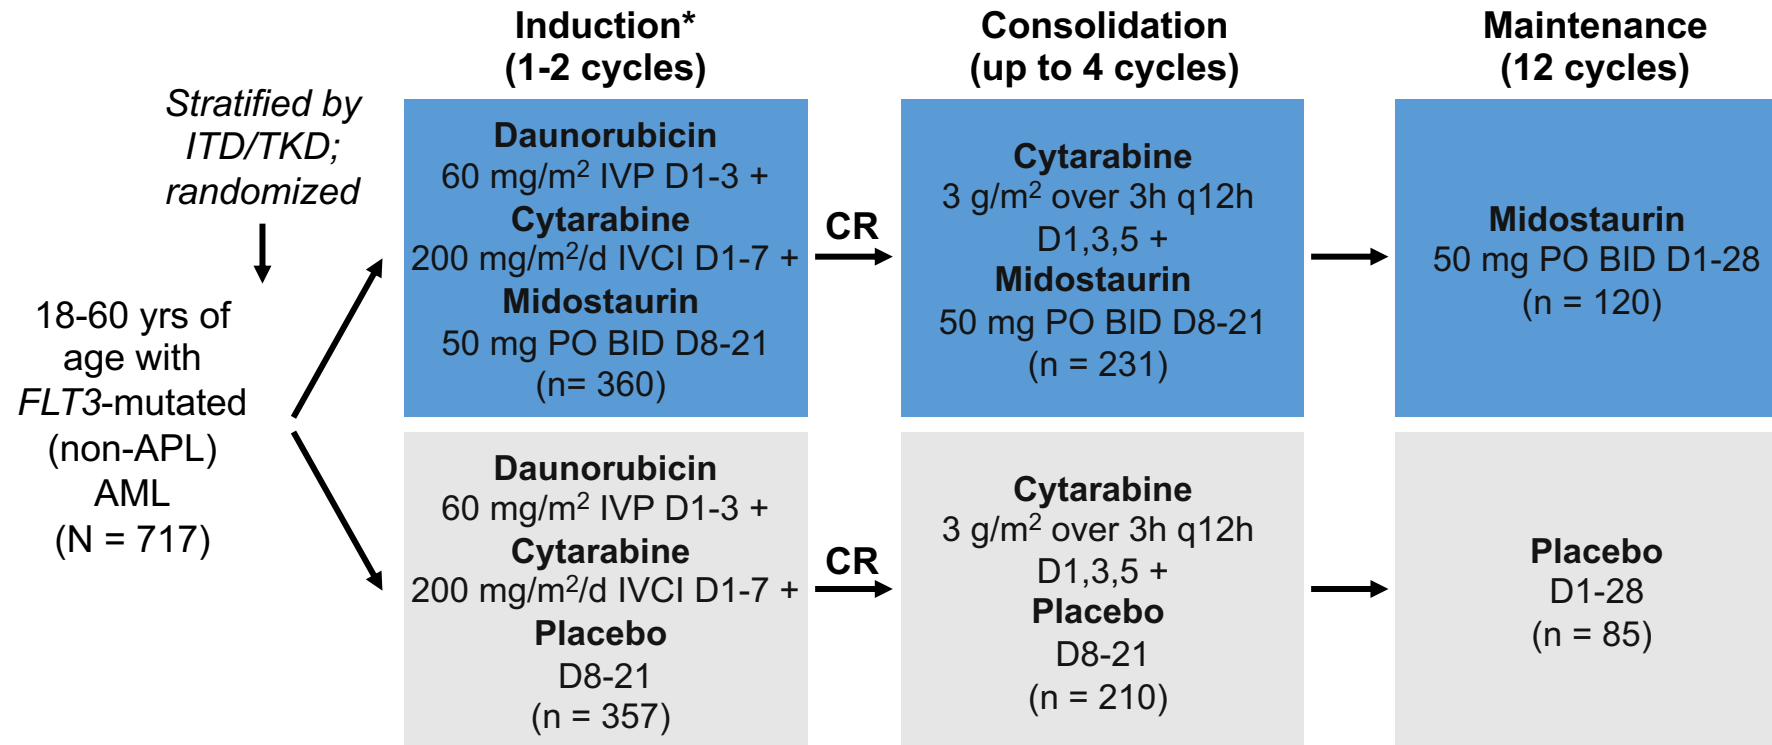 Induction*
(1-2 cycles)
Consolidation
(up to 4 cycles)
Maintenance
(12 cycles)
Stratified by
ITD/TKD;
randomized
18-60 yrs of
age with
FLT3-mutated
(non-APL)
AML
(N = 717)
Daunorubicin
60 mg/m² IVP D1-3 +
Cytarabine
200 mg/m²/d IVCI D1-7 +
Midostaurin
50 mg PO BID D8-21
(n= 360)
CR
Cytarabine
3 g/m² over 3h q12h
D1,3,5 +
Midostaurin
50 mg PO BID D8-21
(n = 231)
Midostaurin
50 mg PO BID D1-28
(n = 120)
Daunorubicin
60 mg/m² IVP D1-3 +
Cytarabine
200 mg/m²/d IVCI D1-7 +
Placebo
D8-21
(n = 357)
CR
Cytarabine
3 g/m² over 3h q12h
D1,3,5 +
Placebo
D8-21
(n = 210)
Placebo
D1-28
(n = 85)